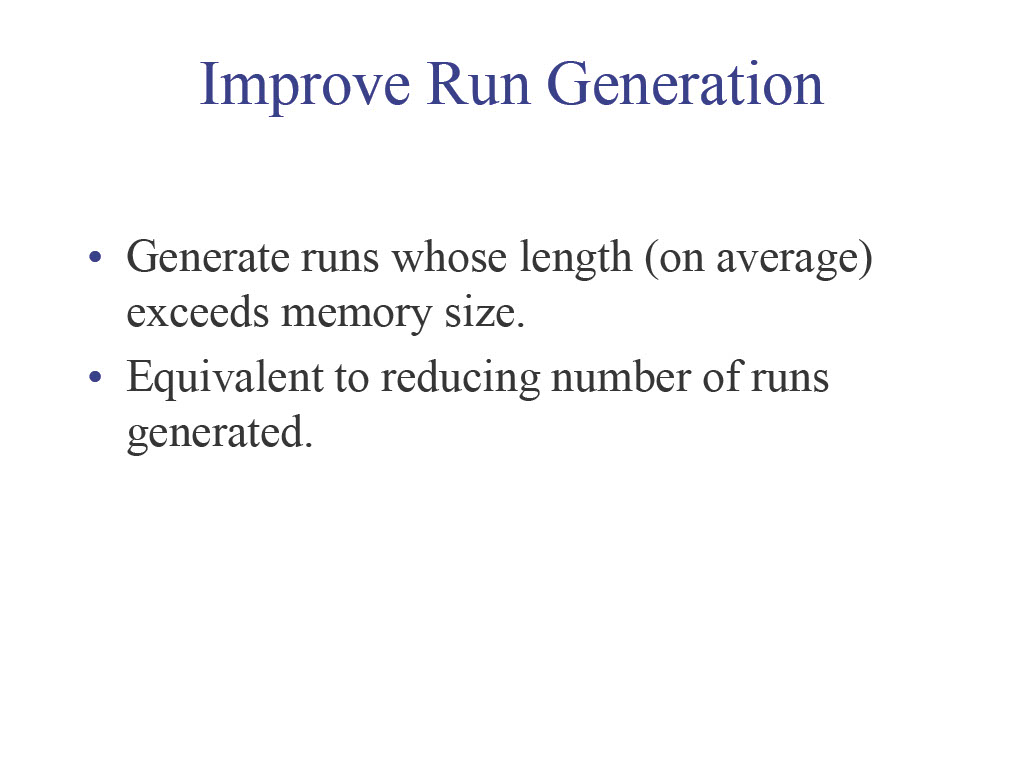 Improve Run Generation
• Generate runs whose length (on average)
exceeds memory size.
• Equivalent to reducing number of runs
generated.